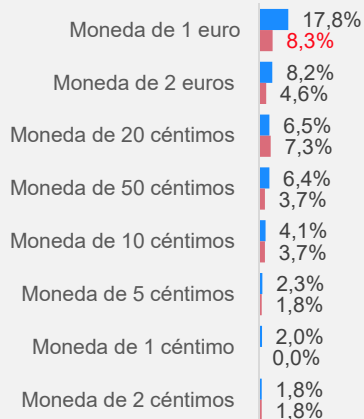 Moneda de 1 euro 17,8%
8,3%
Moneda de 2 euros 8,2%
4,6%
Moneda de 20 céntimos 6,5%
7,3%
Moneda de 50 céntimos 6,4%
3,7%
Moneda de 10 céntimos 4,1%
3,7%
Moneda de 5 céntimos 2,3%
1,8%
Moneda de 1 céntimo 2,0%
0,0%
Moneda de 2 céntimos 1,8%
1,8%